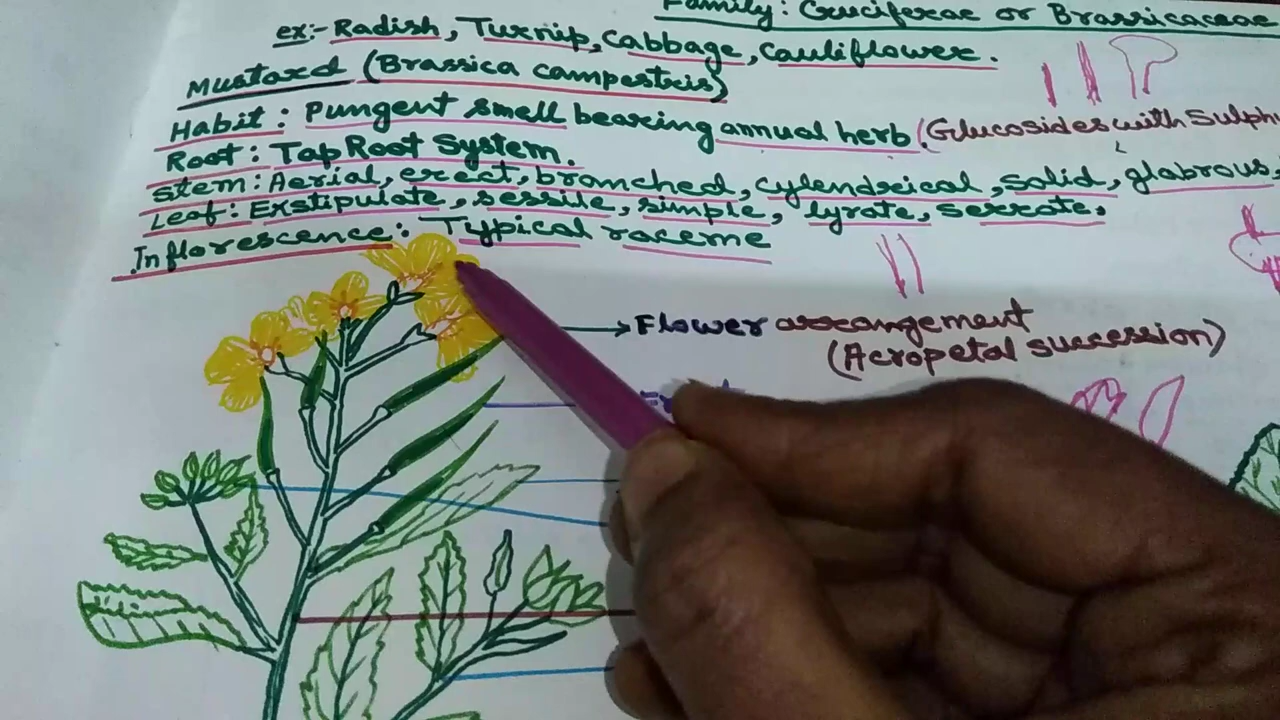 Family: Cruciferae or Brassicaceae
ex:- Radish, Turnip, Cabbage, Cauliflower.
Mustard (Brassica campestris)
Habit: Pungent smell bearing annual herb (Glucosides with Sulph
Root: Tap Root System.
Stem: Aerial, erect, branched, cylendrical, solid, glabrous,
Leaf: Exstipulate, sessile, simple, lyrate, serrate.
Inflorescence: Typical raceme
Flower arrangement
(Acropetal succession)